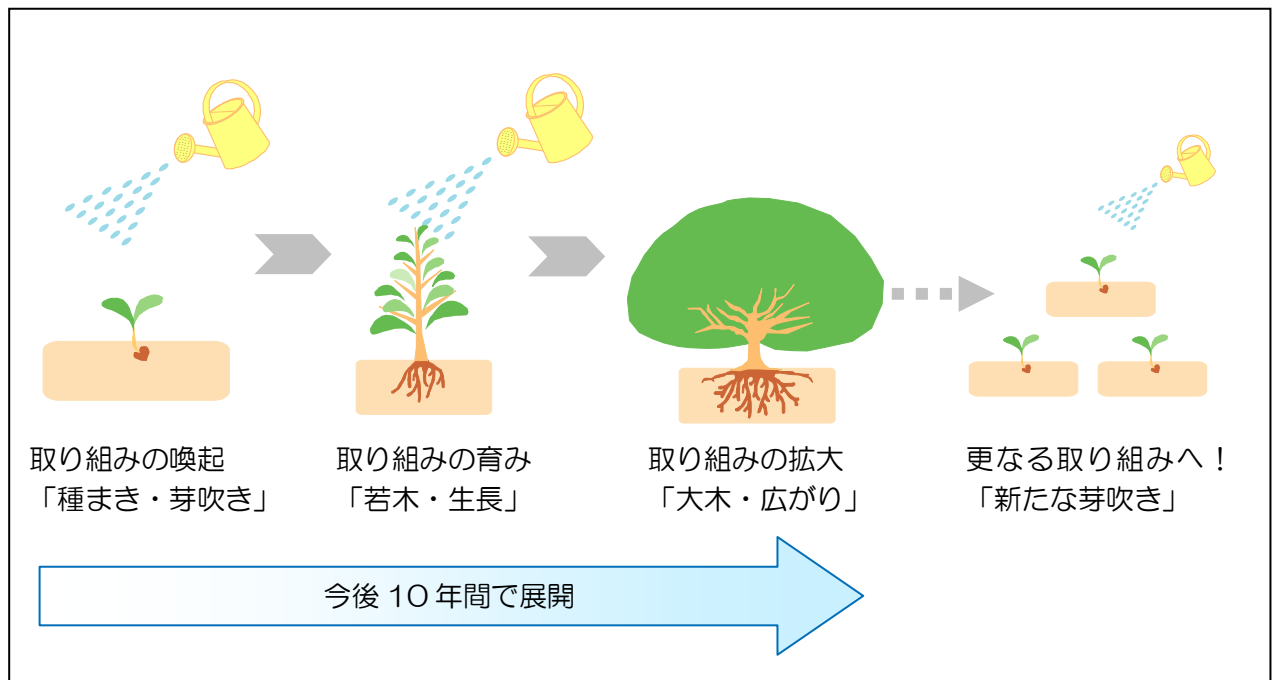 取り組みの喚起
「種まき・芽吹き」
取り組みの育み
「若木・生長」
取り組みの拡大
「大木・広がり」
更なる取り組みへ！
「新たな芽吹き」
今後 10 年間で展開